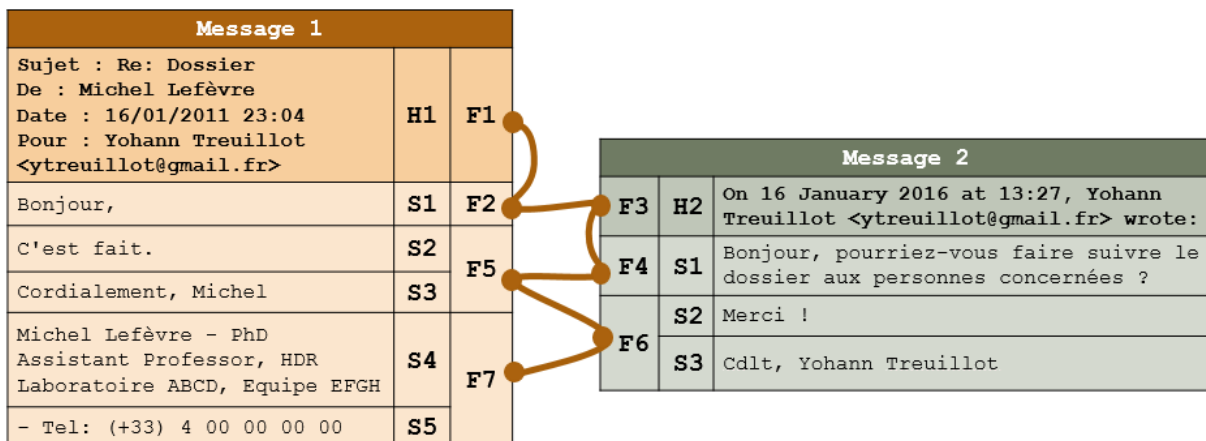 Message 1
Sujet : Re: Dossier
De : Michel Lefèvre
Date : 16/01/2011 23:04
Pour : Yohann Treuillot
<ytreuillot@gmail.fr>
H1
F1
Bonjour,
S1
F2
C'est fait.
S2
F5
Cordialement, Michel
S3
Michel Lefèvre – PhD
Assistant Professor, HDR
Laboratoire ABCD, Equipe EFGH
S4
F7
– Tel: (+33) 4 00 00 00 00
S5
Message 2
F3
H2
On 16 January 2016 at 13:27, Yohann
Treuillot <ytreuillot@gmail.fr> wrote:
F4
S1
Bonjour, pourriez-vous faire suivre le
dossier aux personnes concernées ?
F6
S2
Merci !
S3
Cdlt, Yohann Treuillot